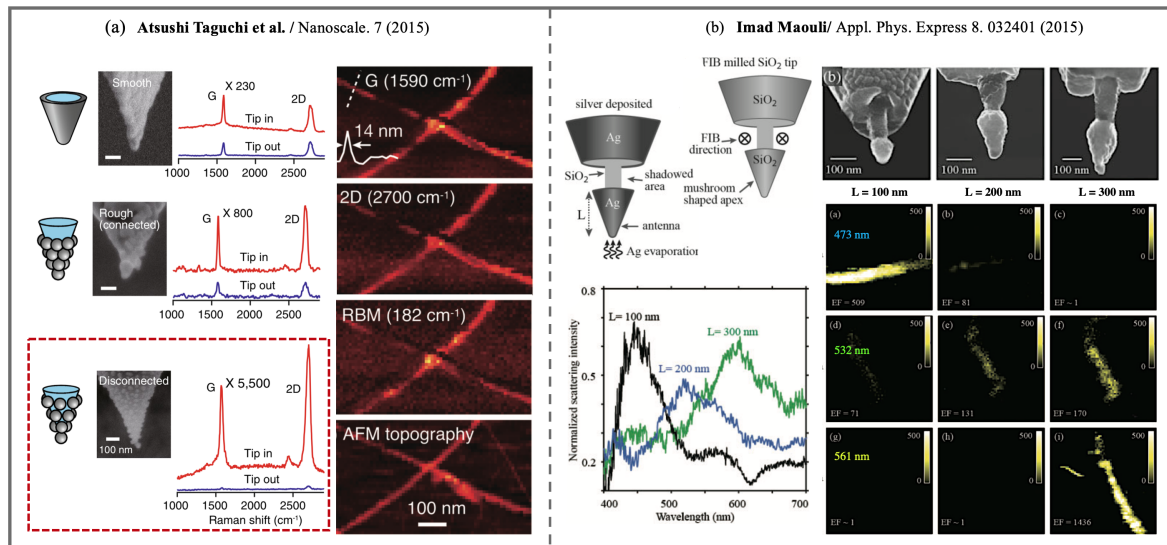 (a) Atsushi Taguchi et al. / Nanoscale. 7 (2015)
Smooth
G X 230 2D
Tip in
Tip out
1000 1500 2000 2500
Rough
(connected)
G X 800 2D
Tip in
Tip out
1000 1500 2000 2500
Disconnected
100 nm
G X 5,500 2D
Tip in
Tip out
1000 1500 2000 2500
Raman shift (cm⁻¹)
G (1590 cm⁻¹)
14 nm
2D (2700 cm⁻¹)
RBM (182 cm⁻¹)
AFM topography
100 nm
(b) Imad Maouli/ Appl. Phys. Express 8. 032401 (2015)
FIB milled SiO₂ tip
silver deposited
SiO₂
Ag
FIB
direction
SiO₂
SiO₂
shadowed
area
mushroom
shaped apex
Ag
L
antenna
Ag evaporation
Normalized scattering intensity
0.8
0.5
0.2
L= 100 nm
L= 300 nm
L=200 nm
400 500 600 700
Wavelength (nm)
(b)
100 nm 100 nm 100 nm
L = 100 nm L = 200 nm L = 300 nm
(a) 500 (b) 500 (c) 500
473 nm
0 0 0
EF = 509 EF = 81 EF ~ 1
(d) 500 (e) 500 (f) 500
532 nm
0 0 0
EF = 71 EF = 131 EF = 170
(g) 500 (h) 500 (i) 500
561 nm
0 0 0
EF ~ 1 EF ~ 1 EF = 1436